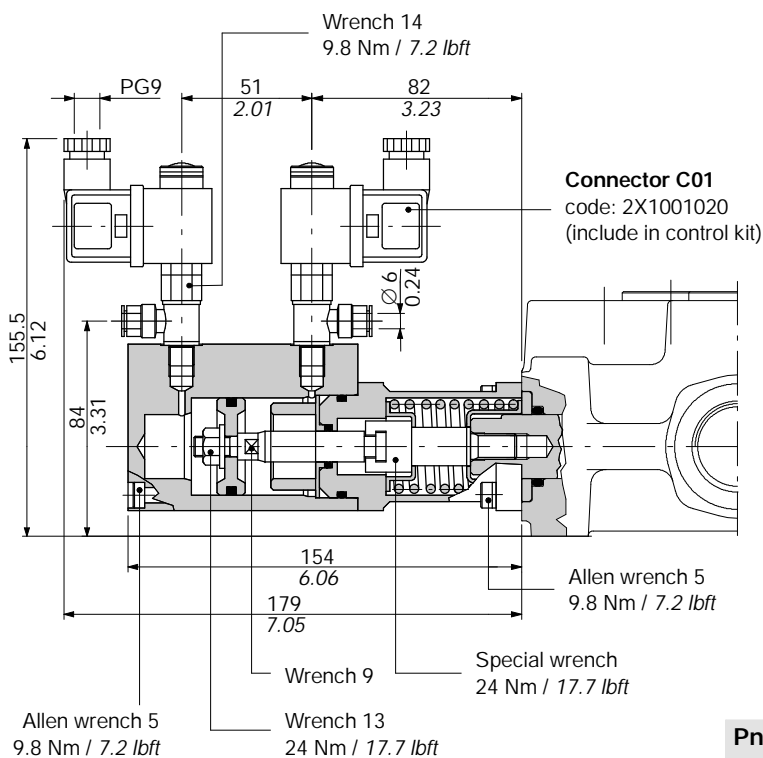 Wrench 14
9.8 Nm / 7.2 lbft
PG9
51
2.01
82
3.23
Connector C01
code: 2X1001020
(include in control kit)
Ø 6
0.24
155.5
6.12
84
3.31
154
6.06
179
7.05
Allen wrench 5
9.8 Nm / 7.2 lbft
Wrench 9
Special wrench
24 Nm / 17.7 lbft
Allen wrench 5
9.8 Nm / 7.2 lbft
Wrench 13
24 Nm / 17.7 lbft
Pn